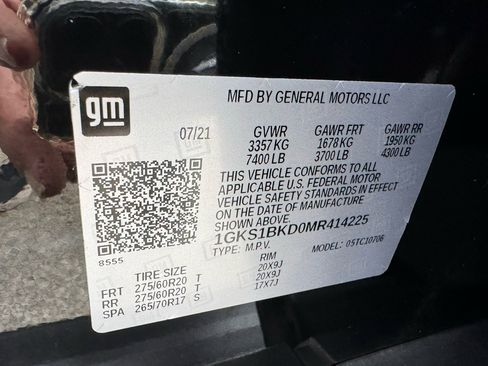 gm
MFD BY GENERAL MOTORS LLC
07/21 GVWR GAWR FRT GAWR RR
3357 KG 1678 KG 1950 KG
7400 LB 3700 LB 4300 LB
THIS VEHICLE CONFORMS TO ALL
APPLICABLE U.S. FEDERAL MOTOR
VEHICLE SAFETY STANDARDS IN EFFECT
ON THE DATE OF MANUFACTURE SHOWN
ABOVE.
1GKS1BKD0MR414225
8555 TYPE: M.P.V. MODEL: 05TC10706
TIRE SIZE RIM
FRT 275/60R20 T 20X9J
RR 275/60R20 T 20X9J
SPA 265/70R17 S 17X7J